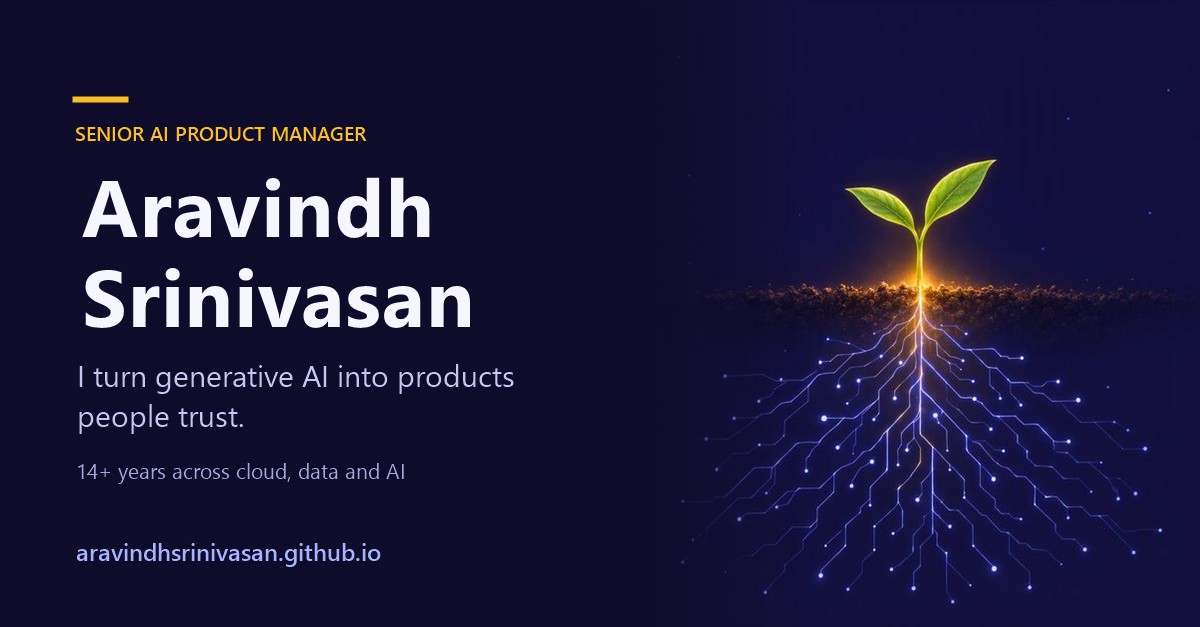 SENIOR AI PRODUCT MANAGER
Aravindh
Srinivasan
I turn generative AI into products
people trust.
14+ years across cloud, data and AI
aravindhsrinivasan.github.io